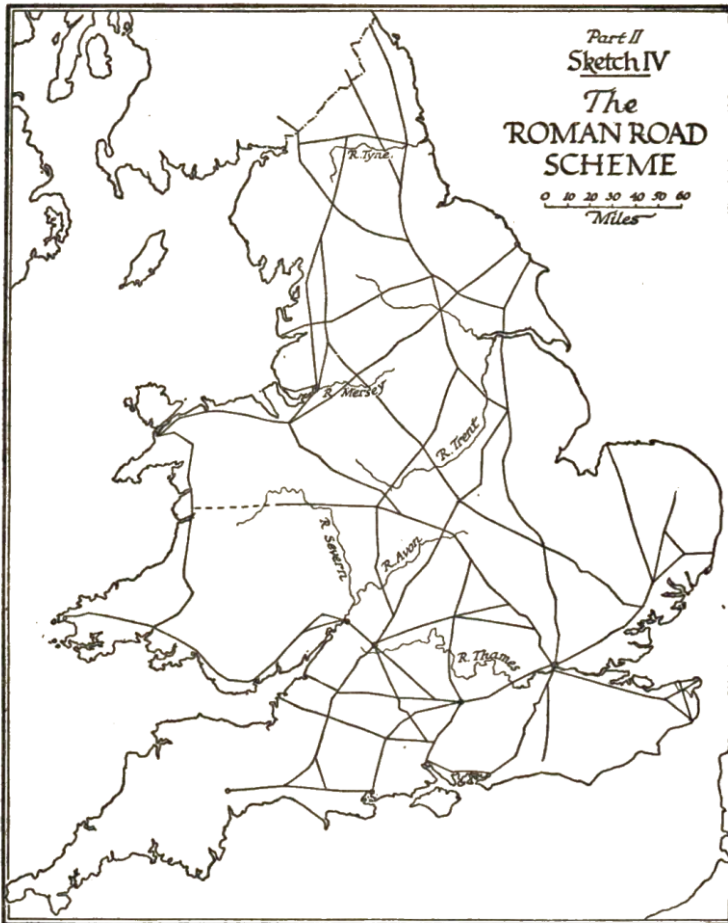 Part II
Sketch IV
The
ROMAN ROAD
SCHEME
0 10 20 30 40 50 60
Miles
R. Tyne.
R. Mersey
R. Trent
R. Severn
R. Avon
R. Thames